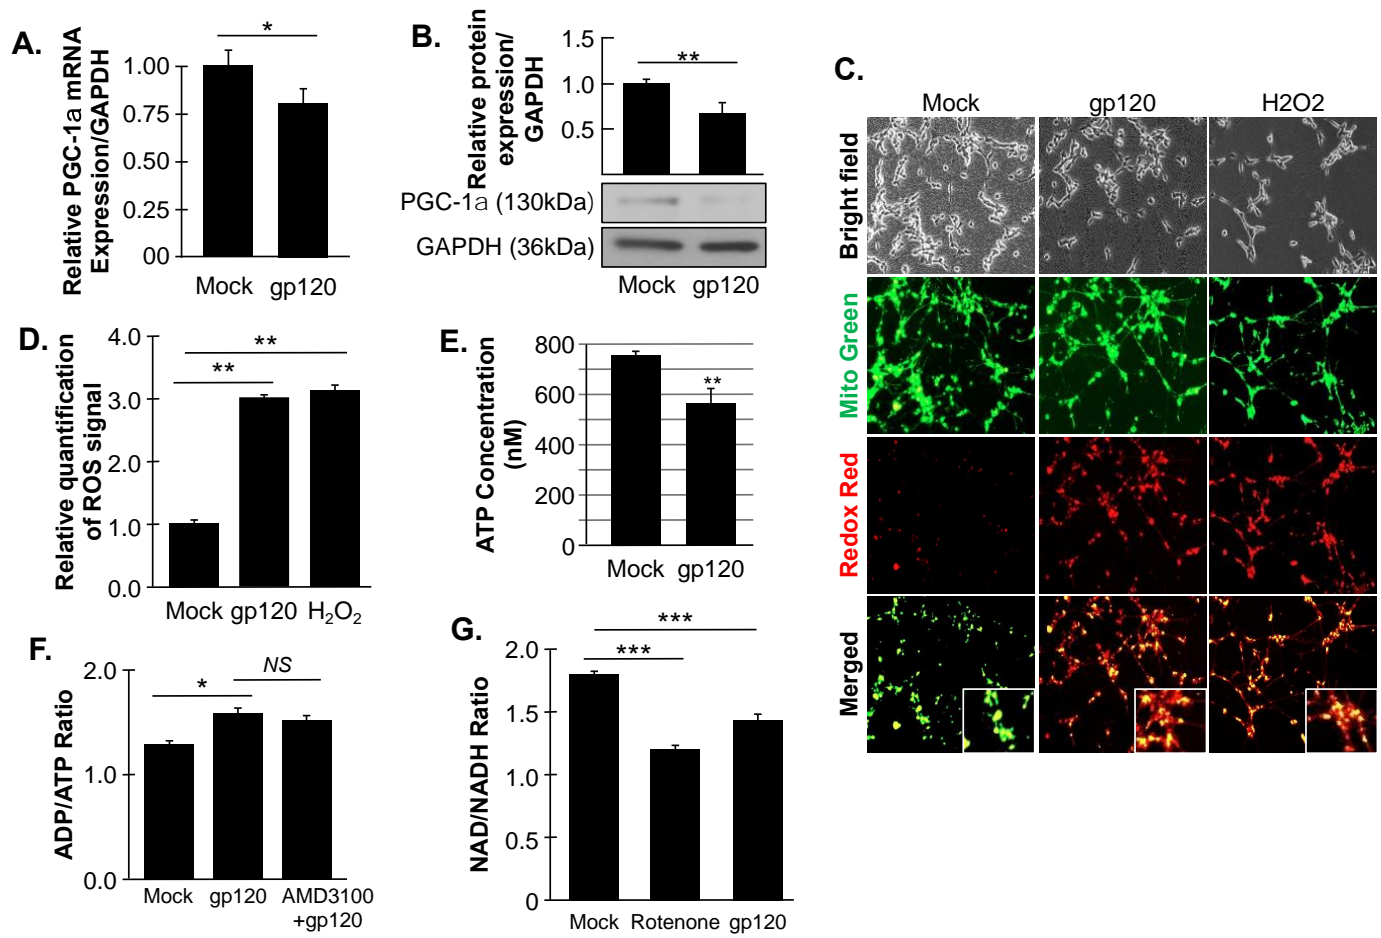 A.
Relative PGC-1a mRNA
Expression/GAPDH
*
1.00
0.75
0.50
0.25
00
Mock gp120
B.
Relative protein
expression/
GAPDH
1.5
1.0
0.5
**
PGC-1a (130kDa)
GAPDH (36kDa)
Mock gp120
C.
Mock gp120 H2O2
Bright field
Mito Green
Redox Red
Merged
D.
Relative quantification
of ROS signal
4.0
3.0
2.0
1.0
0.0
**
**
Mock gp120 H₂O₂
E.
ATP Concentration
(nM)
800
600
400
200
0
**
Mock gp120
F.
ADP/ATP Ratio
2.0
1.0
0.0
*
NS
Mock gp120 AMD3100
+gp120
G.
NAD/NADH Ratio
2.0
1.5
1.0
0.5
0
***
***
Mock Rotenone gp120